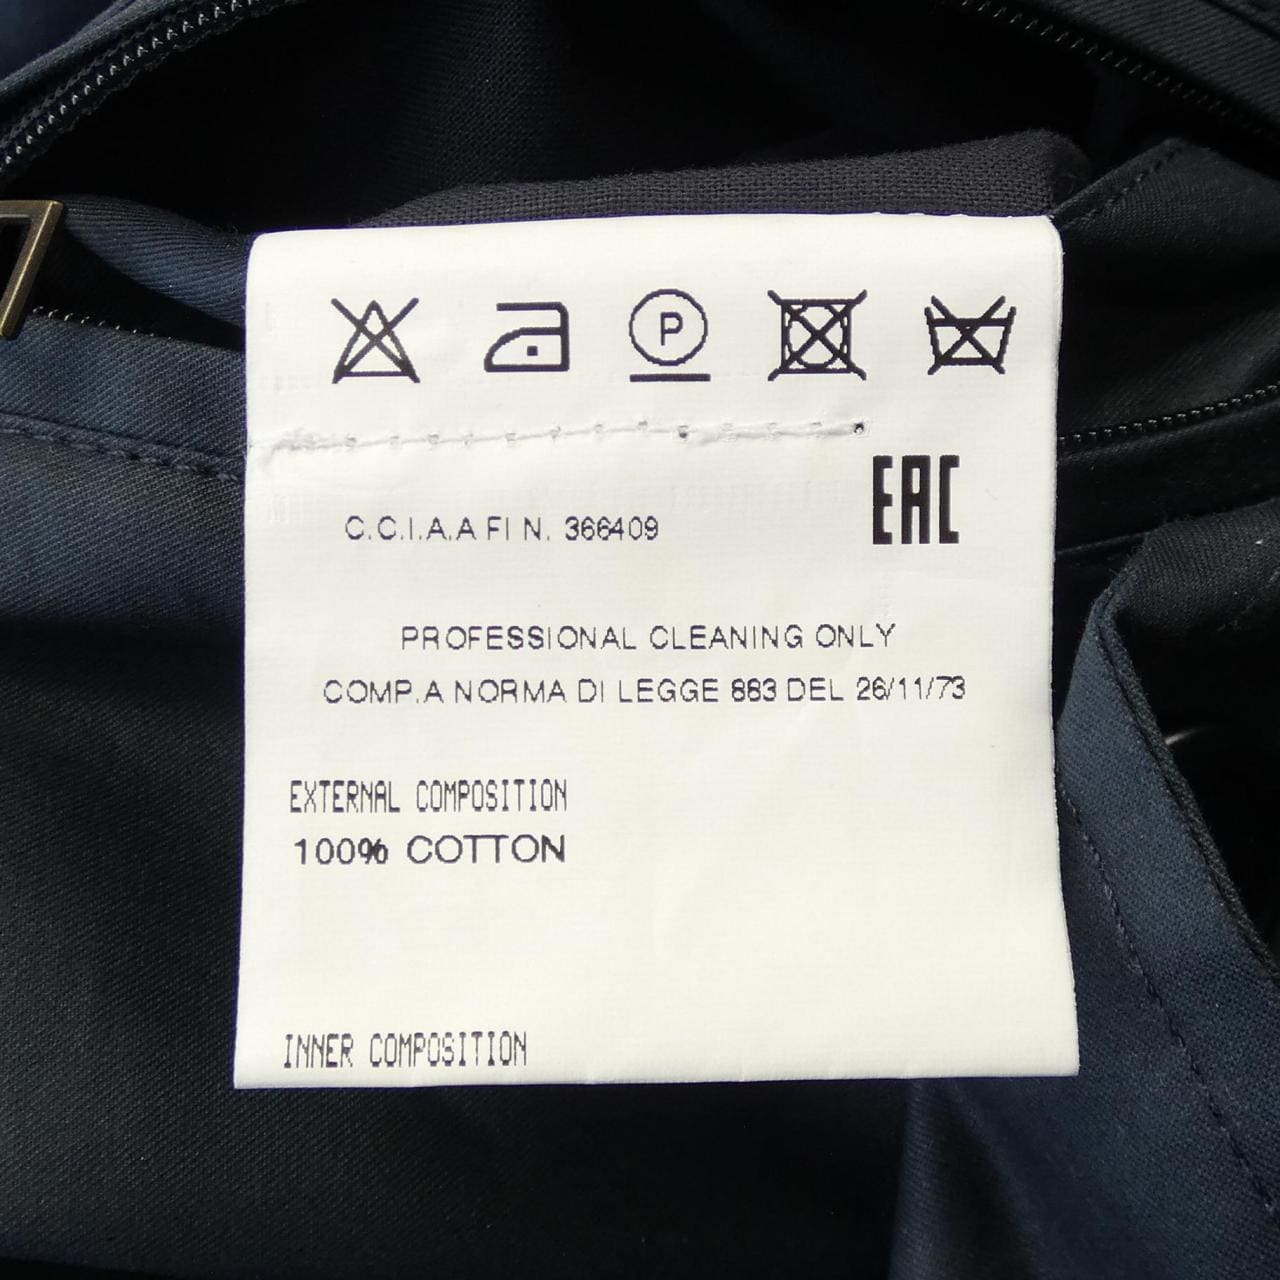 P
EAC
C.C.I.A.A FI N. 366409
PROFESSIONAL CLEANING ONLY
COMP.A NORMA DI LEGGE 883 DEL 26/11/73
EXTERNAL COMPOSITION
100% COTTON
INNER COMPOSITION